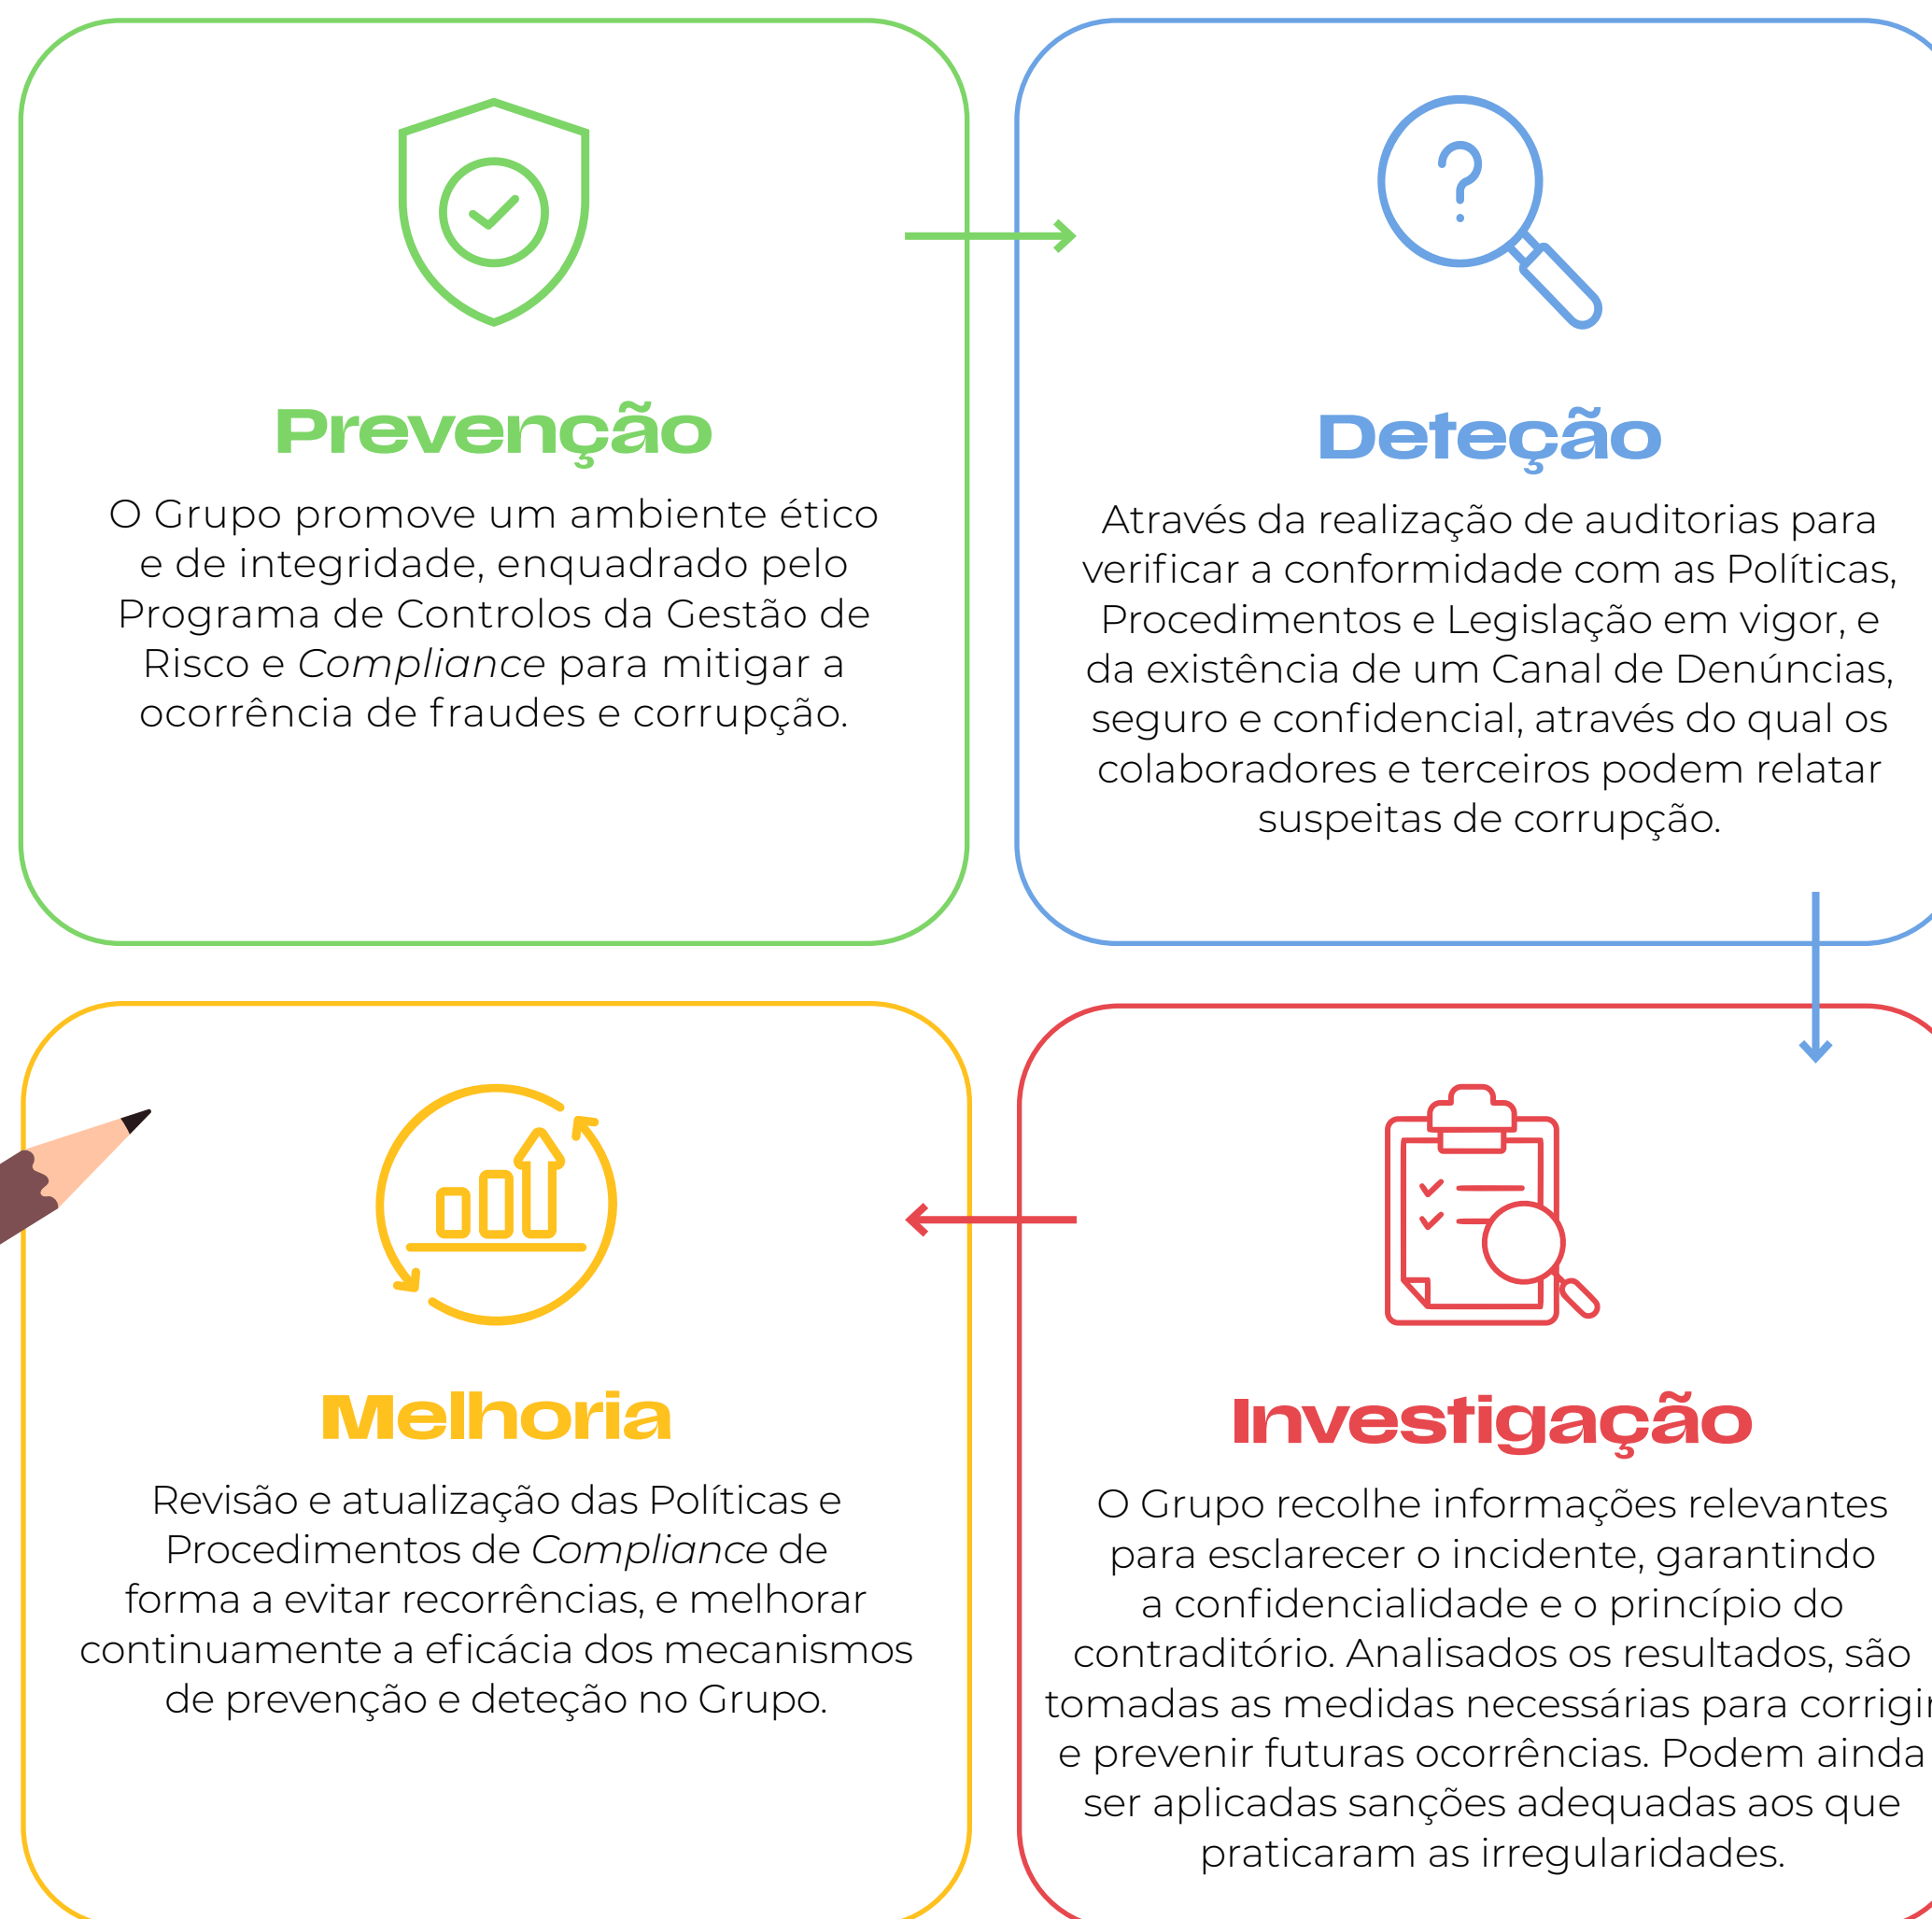 Prevenção
O Grupo promove um ambiente ético
e de integridade, enquadrado pelo
Programa de Controlos da Gestão de
Risco e Compliance para mitigar a
ocorrência de fraudes e corrupção.
Deteção
Através da realização de auditorias para
verificar a conformidade com as Políticas,
Procedimentos e Legislação em vigor, e
da existência de um Canal de Denúncias,
seguro e confidencial, através do qual os
colaboradores e terceiros podem relatar
suspeitas de corrupção.
Investigação
O Grupo recolhe informações relevantes
para esclarecer o incidente, garantindo
a confidencialidade e o princípio do
contraditório. Analisados os resultados, são
tomadas as medidas necessárias para corrigir
e prevenir futuras ocorrências. Podem ainda
ser aplicadas sanções adequadas aos que
praticaram as irregularidades.
Melhoria
Revisão e atualização das Políticas e
Procedimentos de Compliance de
forma a evitar recorrências, e melhorar
continuamente a eficácia dos mecanismos
de prevenção e deteção no Grupo.